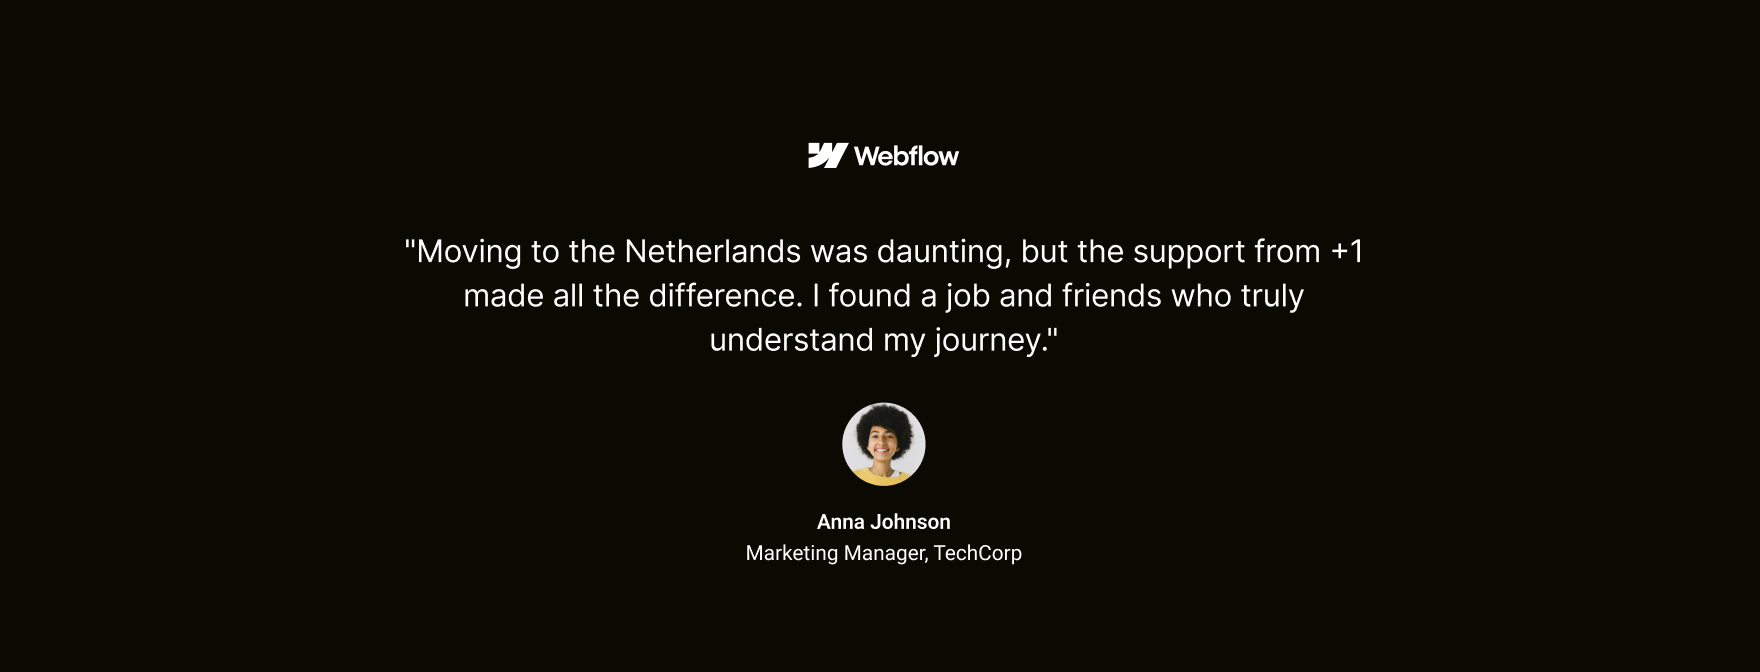 Webflow
"Moving to the Netherlands was daunting, but the support from +1
made all the difference. I found a job and friends who truly
understand my journey."
Anna Johnson
Marketing Manager, TechCorp